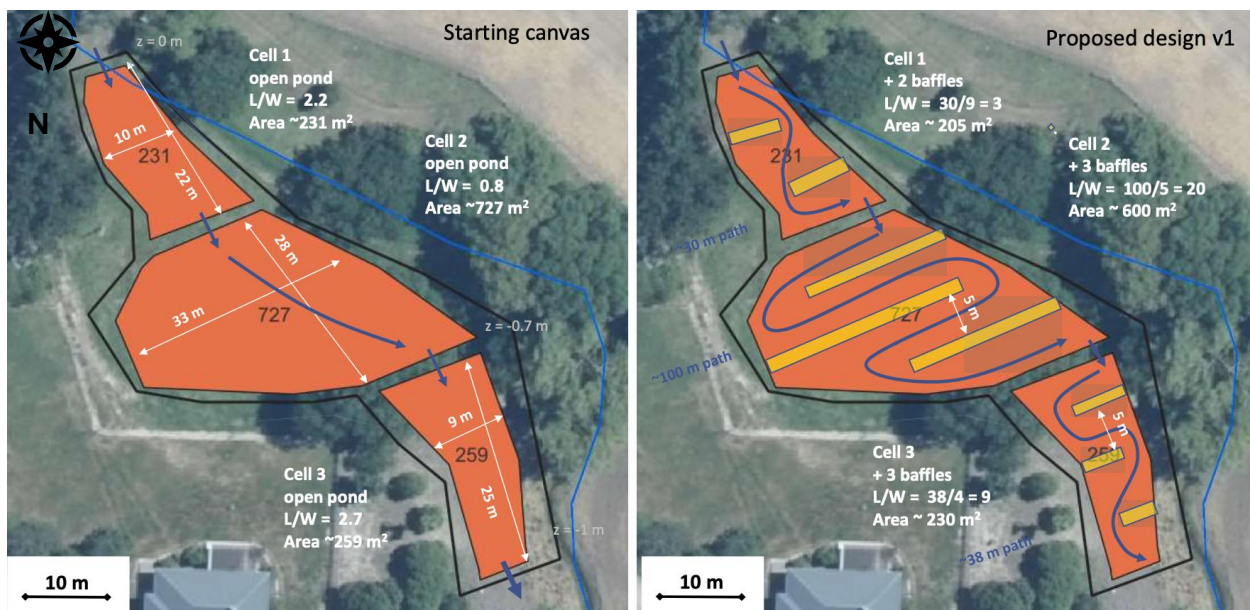 Starting canvas
z = 0 m
N
Cell 1
open pond
L/W = 2.2
Area ~231 m²
10 m
231
22 m
Cell 2
open pond
L/W = 0.8
Area ~727 m²
28 m
33 m
727
z = -0.7 m
9 m
259
25 m
Cell 3
open pond
L/W = 2.7
Area ~259 m²
z = -1 m
10 m
Proposed design v1
Cell 1
+ 2 baffles
L/W = 30/9 = 3
Area ~ 205 m²
231
~30 m path
Cell 2
+ 3 baffles
L/W = 100/5 = 20
Area ~ 600 m²
727
5 m
~100 m path
5 m
259
Cell 3
+ 3 baffles
L/W = 38/4 = 9
Area ~ 230 m²
~38 m path
10 m